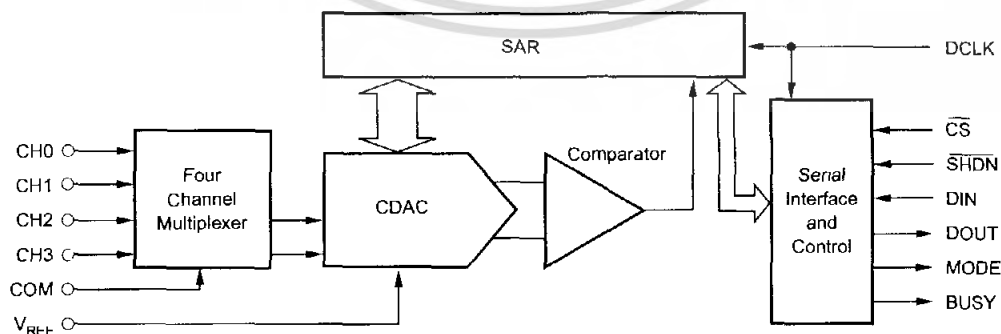 SAR
DCLK
CH0
CH1
CH2
CH3
COM
VREF
Four
Channel
Multiplexer
CDAC
Comparator
Serial
Interface
and
Control
CS
SHDN
DIN
DOUT
MODE
BUSY